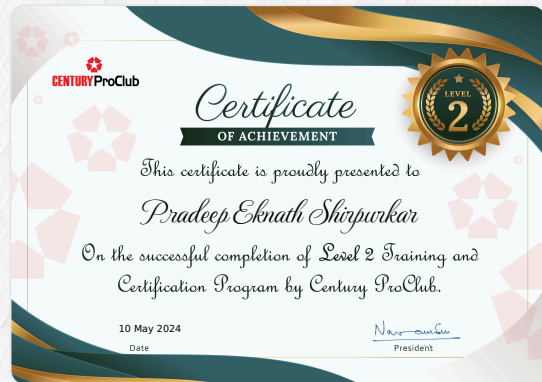 CENTURY ProClub
LEVEL
2
Certificate
OF ACHIEVEMENT
This certificate is proudly presented to
Pradeep Eknath Shirpurkar
On the successful completion of Level 2 Training and
Certification Program by Century ProClub.
10 May 2024
Date
President